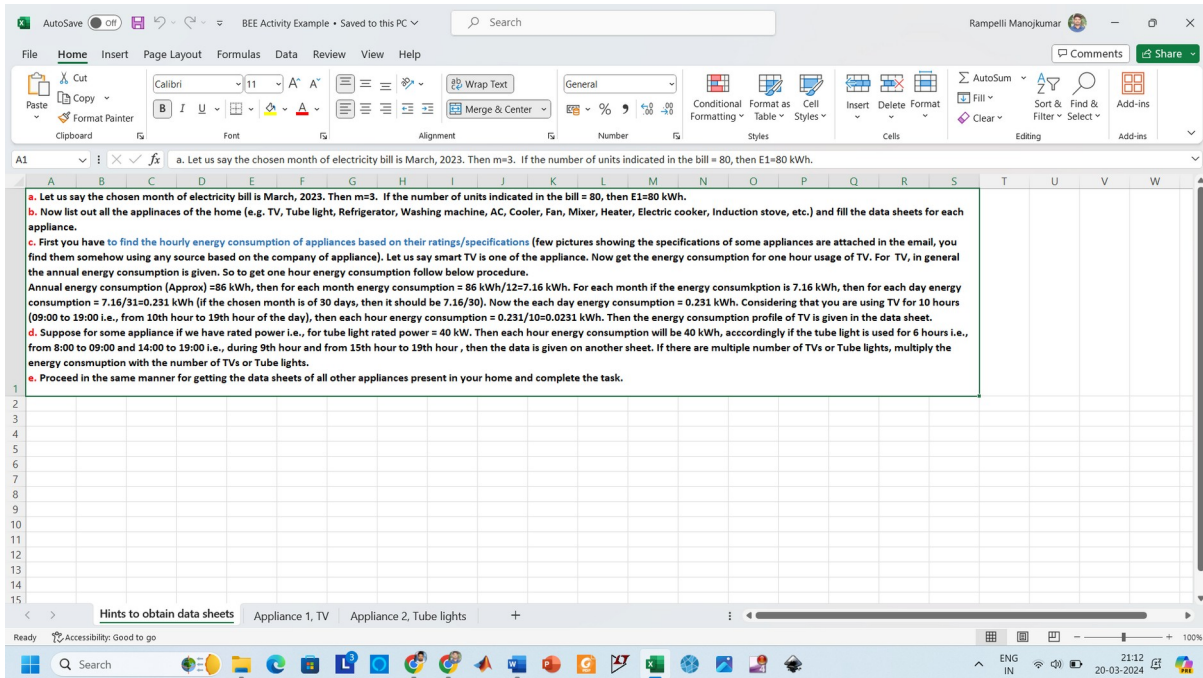 AutoSave Off BEE Activity Example • Saved to this PC Search Rampelli Manojkumar
File Home Insert Page Layout Formulas Data Review View Help Comments Share
Paste Cut Copy Format Painter
Calibri 11 B I U
Wrap Text Merge & Center
General % 9
Conditional Formatting Format as Table Cell Styles
Insert Delete Format
AutoSum Fill Clear
Sort & Filter Find & Select Add-ins
Clipboard Font Alignment Number Styles Cells Editing Add-ins
A1 fx a. Let us say the chosen month of electricity bill is March, 2023. Then m=3. If the number of units indicated in the bill = 80, then E1=80 kWh.
A B C D E F G H I J K L M N O P Q R S T U V W
a. Let us say the chosen month of electricity bill is March, 2023. Then m=3. If the number of units indicated in the bill = 80, then E1=80 kWh.
b. Now list out all the applinaces of the home (e.g. TV, Tube light, Refrigerator, Washing machine, AC, Cooler, Fan, Mixer, Heater, Electric cooker, Induction stove, etc.) and fill the data sheets for each
appliance.
c. First you have to find the hourly energy consumption of appliances based on their ratings/specifications (few pictures showing the specifications of some appliances are attached in the email, you
find them somehow using any source based on the company of appliance). Let us say smart TV is one of the appliance. Now get the energy consumption for one hour usage of TV. For TV, in general
the annual energy consumption is given. So to get one hour energy consumption follow below procedure.
Annual energy consumption (Approx) =86 kWh, then for each month energy consumption = 86 kWh/12=7.16 kWh. For each month if the energy consumkption is 7.16 kWh, then for each day energy
consumption = 7.16/31=0.231 kWh (if the chosen month is of 30 days, then it should be 7.16/30). Now the each day energy consumption = 0.231 kWh. Considering that you are using TV for 10 hours
(09:00 to 19:00 i.e., from 10th hour to 19th hour of the day), then each hour energy consumption = 0.231/10=0.0231 kWh. Then the energy consumption profile of TV is given in the data sheet.
d. Suppose for some appliance if we have rated power i.e., for tube light rated power = 40 kW. Then each hour energy consumption will be 40 kWh, acccordingly if the tube light is used for 6 hours i.e.,
from 8:00 to 09:00 and 14:00 to 19:00 i.e., during 9th hour and from 15th hour to 19th hour , then the data is given on another sheet. If there are multiple number of TVs or Tube lights, multiply the
energy consmuption with the number of TVs or Tube lights.
e. Proceed in the same manner for getting the data sheets of all other appliances present in your home and complete the task.
1
2
3
4
5
6
7
8
9
10
11
12
13
14
15
Hints to obtain data sheets Appliance 1, TV Appliance 2, Tube lights
Ready Accessibility: Good to go 100%
Search ENG IN 21:12 20-03-2024